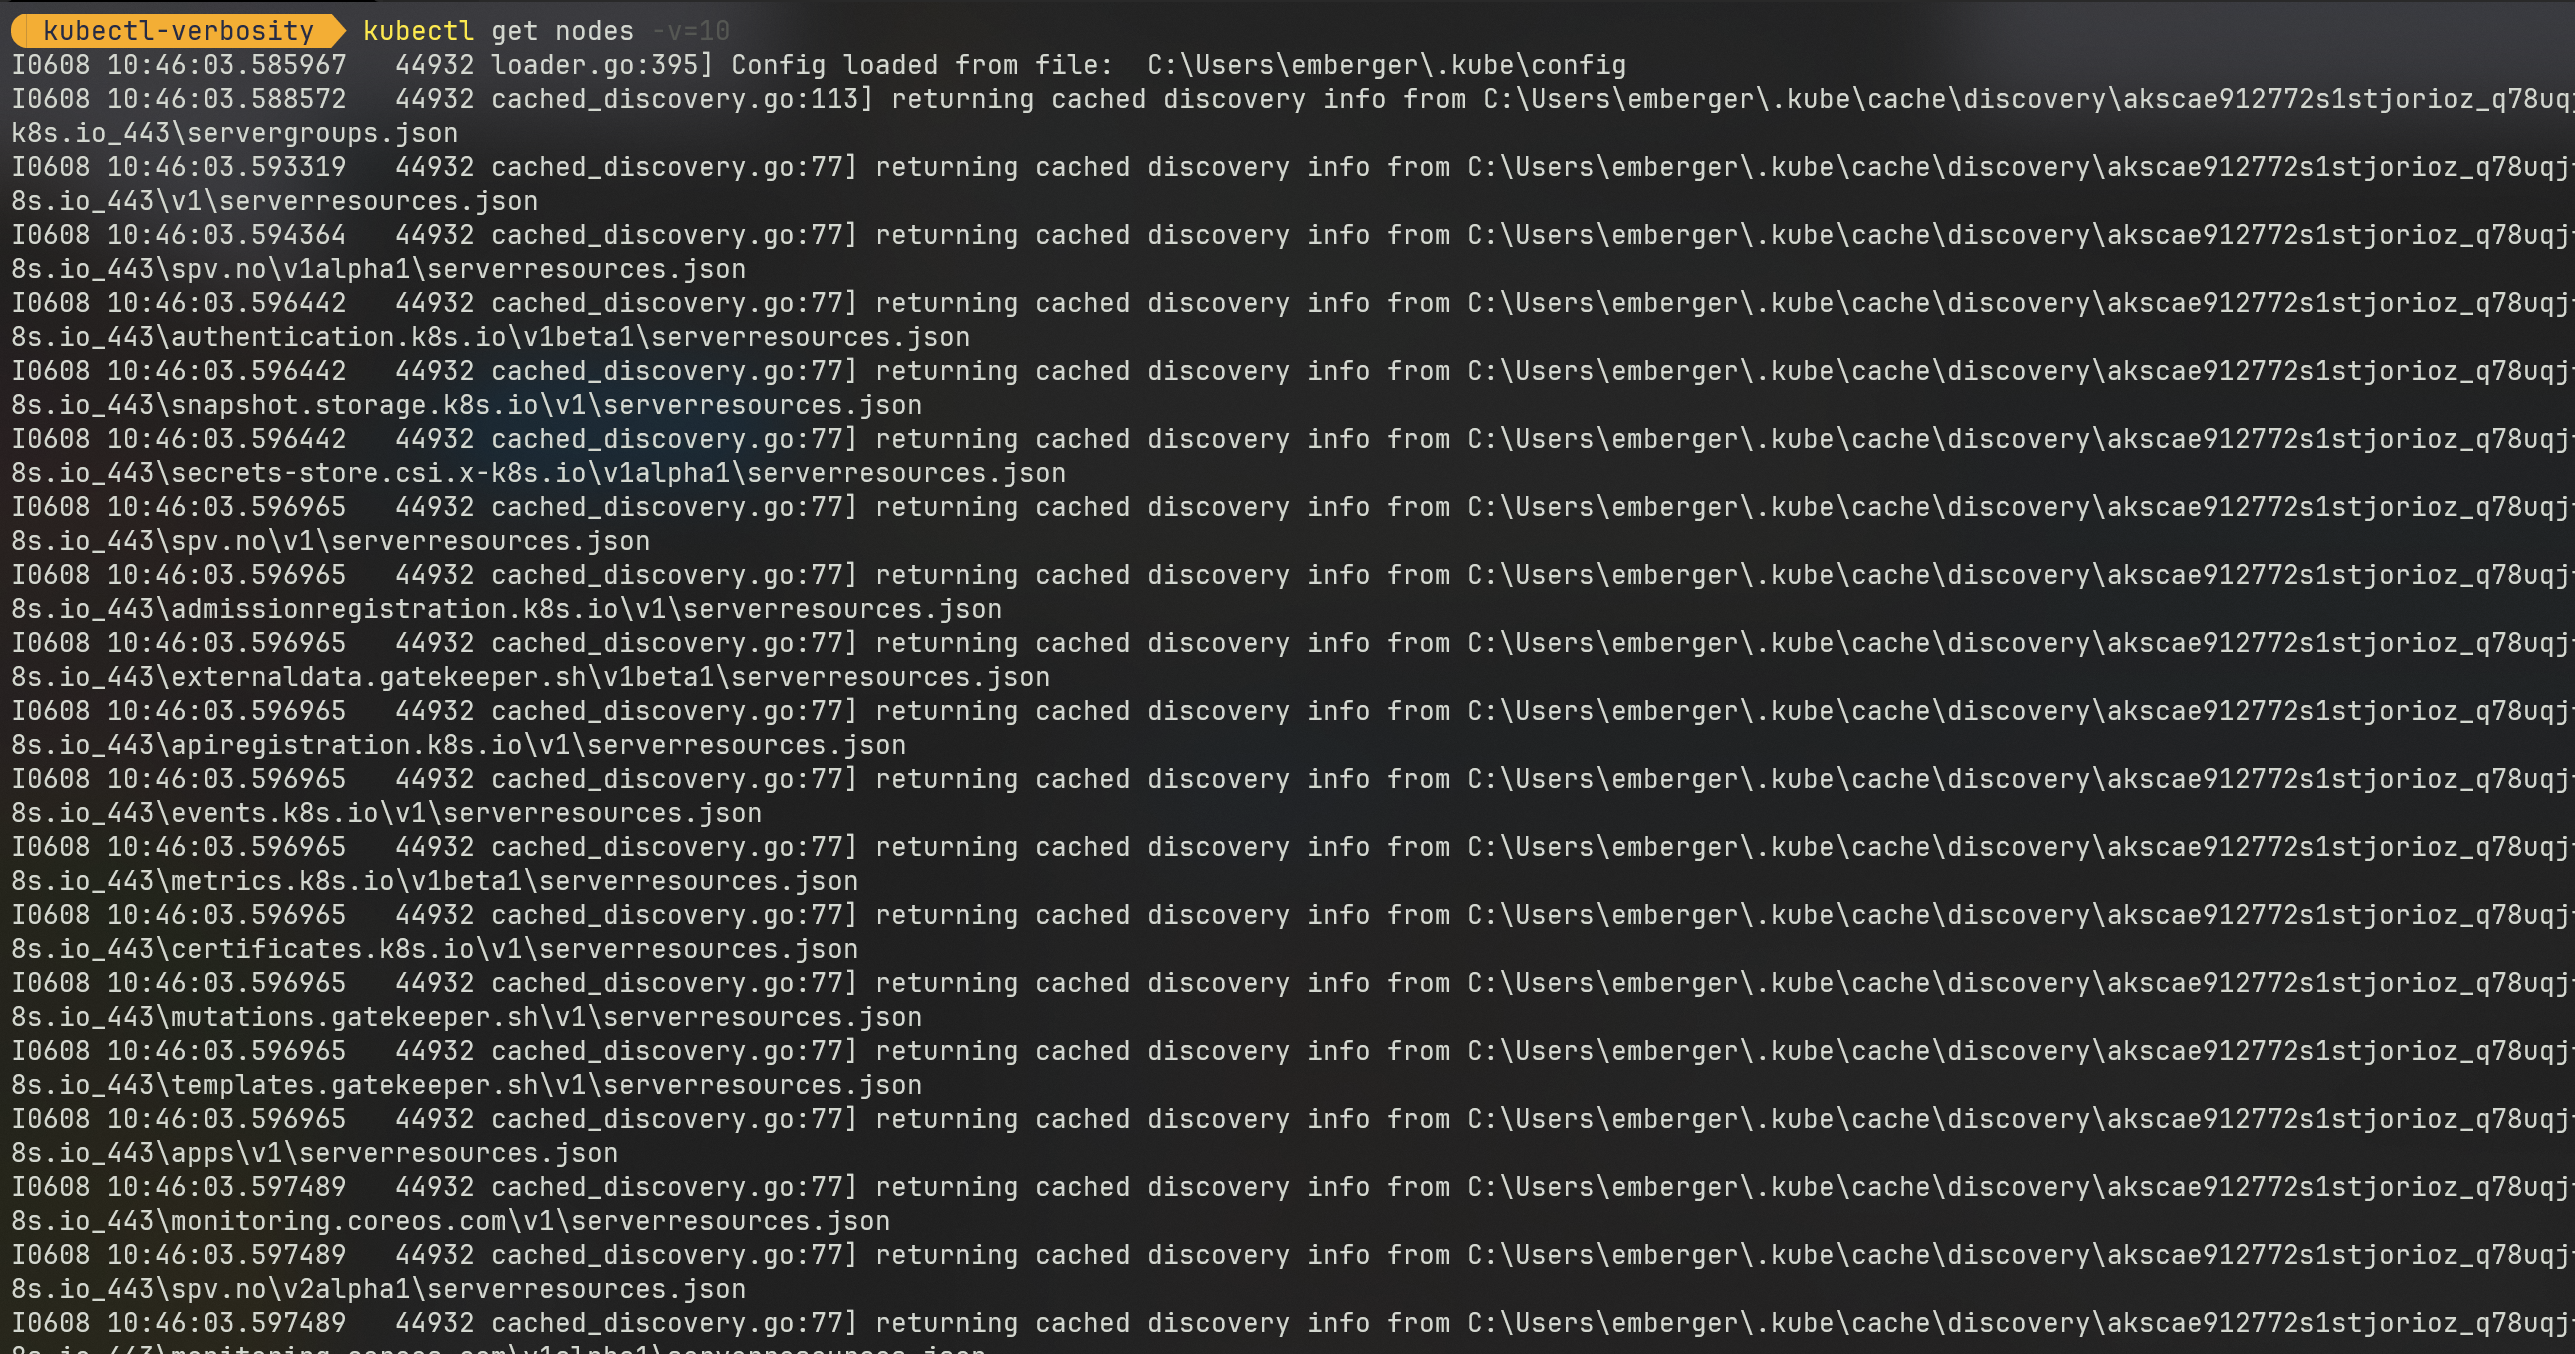 kubectl-verbosity kubectl get nodes -v=10
I0608 10:46:03.585967   44932 loader.go:395] Config loaded from file:  C:\Users\emberger\.kube\config
I0608 10:46:03.588572   44932 cached_discovery.go:113] returning cached discovery info from C:\Users\emberger\.kube\cache\discovery\akscae912772s1stjorioz_q78uq
k8s.io_443\servergroups.json
I0608 10:46:03.593319   44932 cached_discovery.go:77] returning cached discovery info from C:\Users\emberger\.kube\cache\discovery\akscae912772s1stjorioz_q78uqj
8s.io_443\v1\serverresources.json
I0608 10:46:03.594364   44932 cached_discovery.go:77] returning cached discovery info from C:\Users\emberger\.kube\cache\discovery\akscae912772s1stjorioz_q78uqj
8s.io_443\spv.no\v1alpha1\serverresources.json
I0608 10:46:03.596442   44932 cached_discovery.go:77] returning cached discovery info from C:\Users\emberger\.kube\cache\discovery\akscae912772s1stjorioz_q78uqj
8s.io_443\authentication.k8s.io\v1beta1\serverresources.json
I0608 10:46:03.596442   44932 cached_discovery.go:77] returning cached discovery info from C:\Users\emberger\.kube\cache\discovery\akscae912772s1stjorioz_q78uqj
8s.io_443\snapshot.storage.k8s.io\v1\serverresources.json
I0608 10:46:03.596442   44932 cached_discovery.go:77] returning cached discovery info from C:\Users\emberger\.kube\cache\discovery\akscae912772s1stjorioz_q78uqj
8s.io_443\secrets-store.csi.x-k8s.io\v1alpha1\serverresources.json
I0608 10:46:03.596965   44932 cached_discovery.go:77] returning cached discovery info from C:\Users\emberger\.kube\cache\discovery\akscae912772s1stjorioz_q78uqj
8s.io_443\spv.no\v1\serverresources.json
I0608 10:46:03.596965   44932 cached_discovery.go:77] returning cached discovery info from C:\Users\emberger\.kube\cache\discovery\akscae912772s1stjorioz_q78uqj
8s.io_443\admissionregistration.k8s.io\v1\serverresources.json
I0608 10:46:03.596965   44932 cached_discovery.go:77] returning cached discovery info from C:\Users\emberger\.kube\cache\discovery\akscae912772s1stjorioz_q78uqj
8s.io_443\externaldata.gatekeeper.sh\v1beta1\serverresources.json
I0608 10:46:03.596965   44932 cached_discovery.go:77] returning cached discovery info from C:\Users\emberger\.kube\cache\discovery\akscae912772s1stjorioz_q78uqj
8s.io_443\apiregistration.k8s.io\v1\serverresources.json
I0608 10:46:03.596965   44932 cached_discovery.go:77] returning cached discovery info from C:\Users\emberger\.kube\cache\discovery\akscae912772s1stjorioz_q78uqj
8s.io_443\events.k8s.io\v1\serverresources.json
I0608 10:46:03.596965   44932 cached_discovery.go:77] returning cached discovery info from C:\Users\emberger\.kube\cache\discovery\akscae912772s1stjorioz_q78uqj
8s.io_443\metrics.k8s.io\v1beta1\serverresources.json
I0608 10:46:03.596965   44932 cached_discovery.go:77] returning cached discovery info from C:\Users\emberger\.kube\cache\discovery\akscae912772s1stjorioz_q78uqj
8s.io_443\certificates.k8s.io\v1\serverresources.json
I0608 10:46:03.596965   44932 cached_discovery.go:77] returning cached discovery info from C:\Users\emberger\.kube\cache\discovery\akscae912772s1stjorioz_q78uqj
8s.io_443\mutations.gatekeeper.sh\v1\serverresources.json
I0608 10:46:03.596965   44932 cached_discovery.go:77] returning cached discovery info from C:\Users\emberger\.kube\cache\discovery\akscae912772s1stjorioz_q78uqj
8s.io_443\templates.gatekeeper.sh\v1\serverresources.json
I0608 10:46:03.596965   44932 cached_discovery.go:77] returning cached discovery info from C:\Users\emberger\.kube\cache\discovery\akscae912772s1stjorioz_q78uqj
8s.io_443\apps\v1\serverresources.json
I0608 10:46:03.597489   44932 cached_discovery.go:77] returning cached discovery info from C:\Users\emberger\.kube\cache\discovery\akscae912772s1stjorioz_q78uqj
8s.io_443\monitoring.coreos.com\v1\serverresources.json
I0608 10:46:03.597489   44932 cached_discovery.go:77] returning cached discovery info from C:\Users\emberger\.kube\cache\discovery\akscae912772s1stjorioz_q78uqj
8s.io_443\spv.no\v2alpha1\serverresources.json
I0608 10:46:03.597489   44932 cached_discovery.go:77] returning cached discovery info from C:\Users\emberger\.kube\cache\discovery\akscae912772s1stjorioz_q78uqj
8s.io_443\monitoring.coreos.com\v1alpha1\serverresources.json